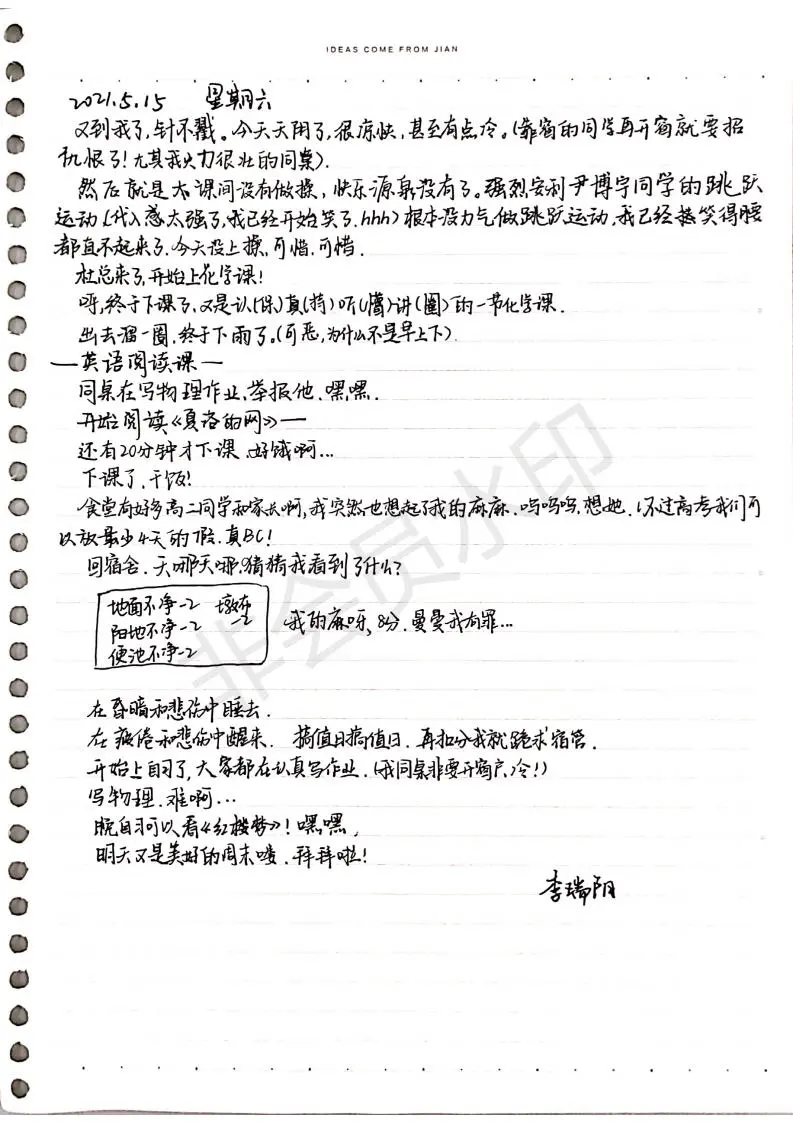 IDEAS COME FROM JIAN
2021.5.15 星期六
又到我了,针不戳。今天天阴了,很凉快,甚至有点冷。(靠窗的同学再开窗就要招
仇恨了!尤其我火力很壮的同桌).
然后就是大课间没有做操,快乐源泉没有了。强烈安利尹博宇同学的跳跃
运动(代入感太强了,我已经开始笑了.hhh)根本没力气做跳跃运动,我已经笑得腰
都直不起来了.今天没上操,可惜.可惜.
杜总来了,开始上化学课!
呀,终于下课了,又是认(保)真(持)听(懵)讲(圈)的一节化学课.
出去溜一圈,终于下雨了.(可恶,为什么不是早上下)
—英语阅读课—
同桌在写物理作业,举报他.嘿嘿.
开始阅读《夏洛的网》—
还有20分钟才下课.好饿啊...
下课了.干饭!
食堂有好多高二同学和家长啊,我突然也想起了我的麻麻.呜呜呜,想她.(不过高考我们可
以放最少4天的假.真BC!
回宿舍.天哪天哪.猜猜我看到了什么?
地面不净-2 墩布
-2
阳地不净-2
便池不净-2
我的麻呀,8分.曼曼我有罪...
在昏暗和悲伤中睡去.
在疲倦和悲伤中醒来. 搞值日搞值日.再扣分我就跪求宿管.
开始上自习了,大家都在认真写作业.(我同桌非要开窗户,冷!)
写物理.难啊...
晚自习可以看《红楼梦》!嘿嘿,
明天又是美好的周末喽.拜拜啦!
李瑞阳
非会员水印